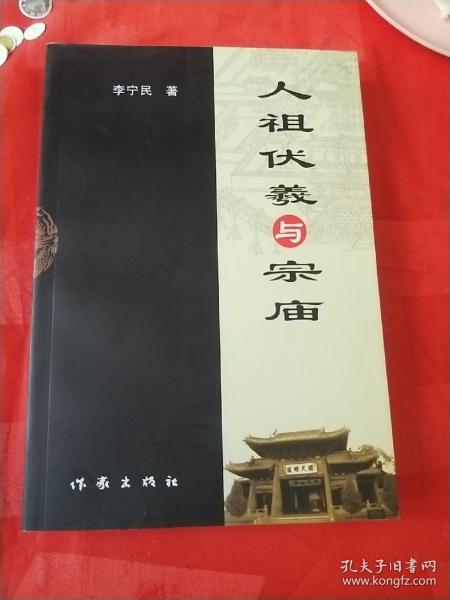 李宁民 著
人祖伏羲与宗庙
作家出版社
孔夫子旧书网
www.kongfz.com